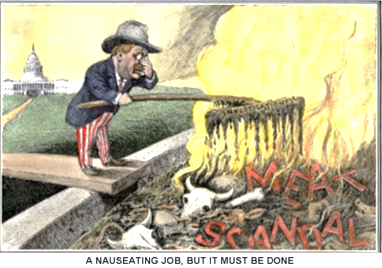 MEAT
SCANDAL
A NAUSEATING JOB, BUT IT MUST BE DONE